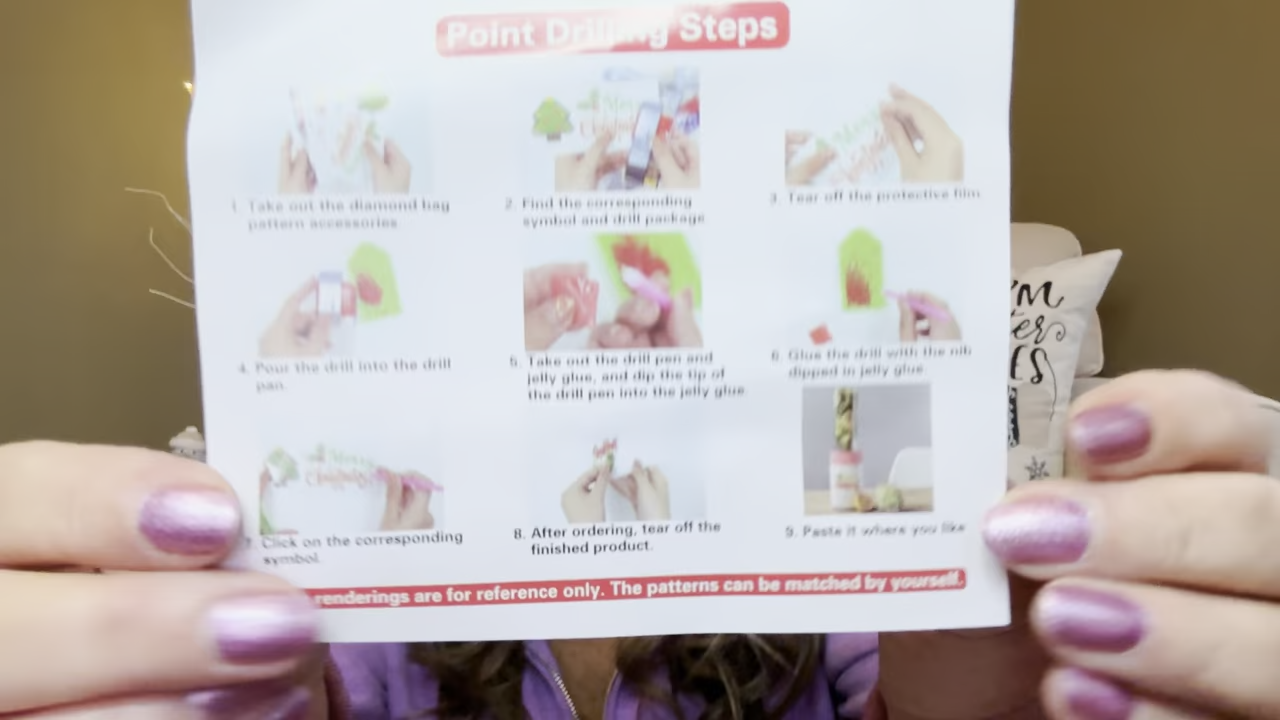 Point Drilling Steps
1. Take out the diamond bag
pattern accessories
2. Find the corresponding
symbol and drill package
3. Tear off the protective film
4. Pour the drill into the drill
pan.
5. Take out the drill pen and
jelly glue, and dip the tip of
the drill pen into the jelly glue.
6. Glue the drill with the nib
dipped in jelly glue.
7. Click on the corresponding
symbol.
8. After ordering, tear off the
finished product.
9. Paste it where you like
renderings are for reference only. The patterns can be matched by yourself.